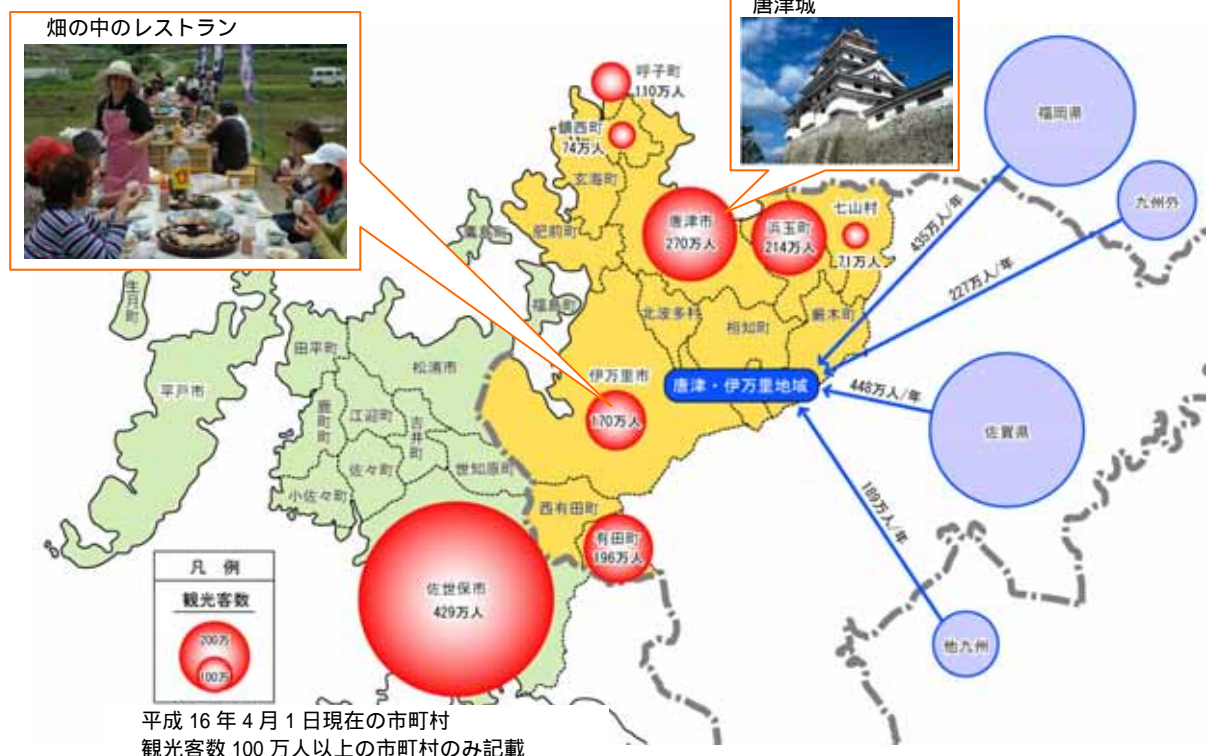 畑の中のレストラン
唐津城
呼子町
110万人
鎮西町
74万人
玄海町
肥前町
唐津市
270万人
浜玉町
214万人
七山村
71万人
福岡県
九州外
435万人/年
227万人/年
生月町
平戸市
田平町
松浦市
福島町
北波多村
相知町
厳木町
伊万里市
170万人
唐津・伊万里地域
448万人/年
佐賀県
鹿町町
江迎町
吉井町
佐々町
世知原町
小佐々町
西有田町
有田町
196万人
189万人/年
他九州
佐世保市
429万人
凡 例
観光客数
200万
100万
平成 16 年 4 月 1 日現在の市町村
観光客数 100 万人以上の市町村のみ記載